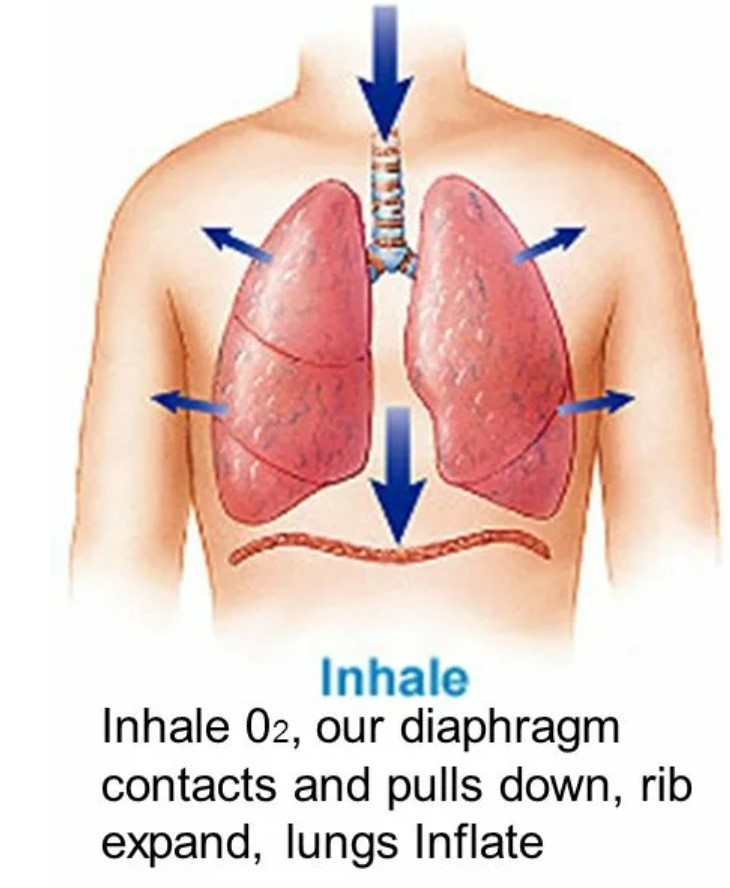 Inhale
Inhale 02, our diaphragm
contacts and pulls down, rib
expand, lungs Inflate